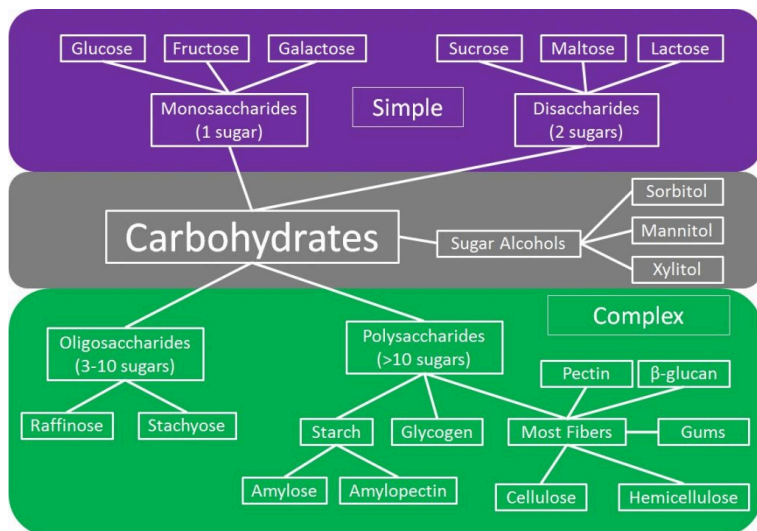 Glucose
Fructose
Galactose
Sucrose
Maltose
Lactose
Monosaccharides
(1 sugar)
Simple
Disaccharides
(2 sugars)
Carbohydrates
Sugar Alcohols
Sorbitol
Mannitol
Xylitol
Complex
Oligosaccharides
(3-10 sugars)
Polysaccharides
(>10 sugars)
Pectin
β-glucan
Raffinose
Stachyose
Starch
Glycogen
Most Fibers
Gums
Amylose
Amylopectin
Cellulose
Hemicellulose